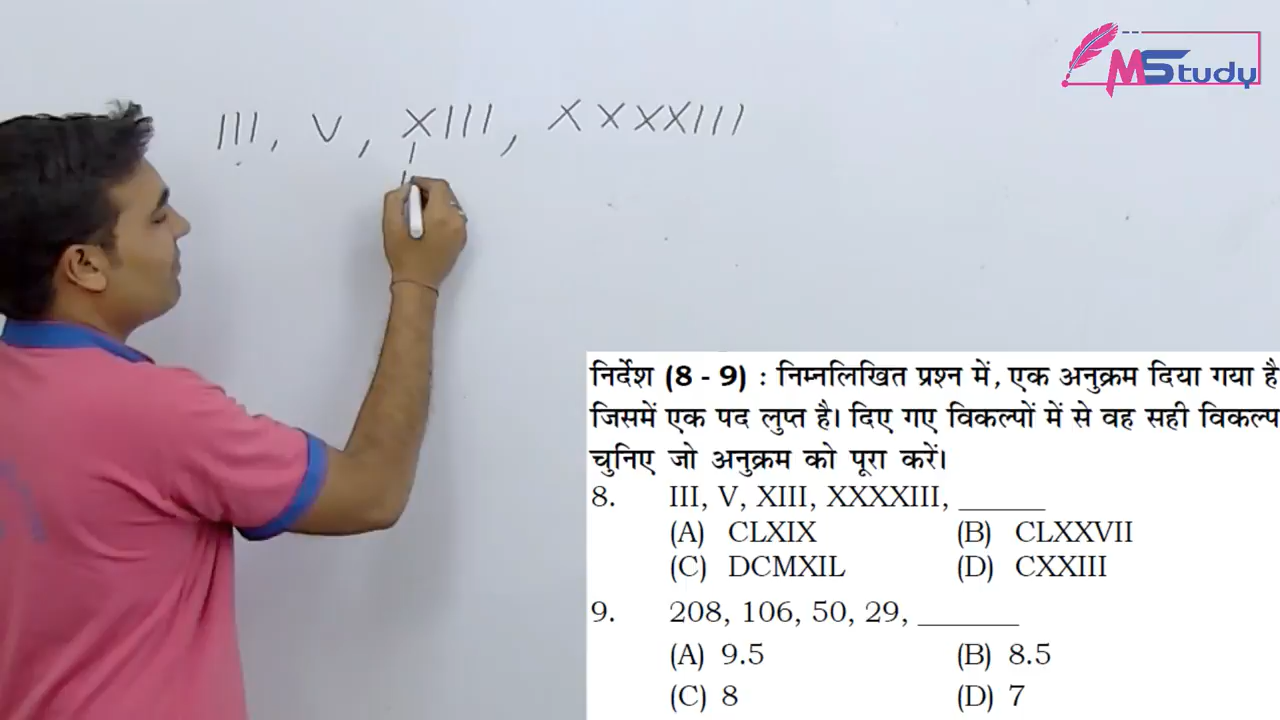 MStudy
III, V, XIII, XXXXIII
निर्देश (8 - 9) : निम्नलिखित प्रश्न में, एक अनुक्रम दिया गया है
जिसमें एक पद लुप्त है। दिए गए विकल्पों में से वह सही विकल्प
चुनिए जो अनुक्रम को पूरा करें।
8. III, V, XIII, XXXXIII, ______
(A) CLXIX (B) CLXXVII
(C) DCMXIL (D) CXXIII
9. 208, 106, 50, 29, _______
(A) 9.5 (B) 8.5
(C) 8 (D) 7